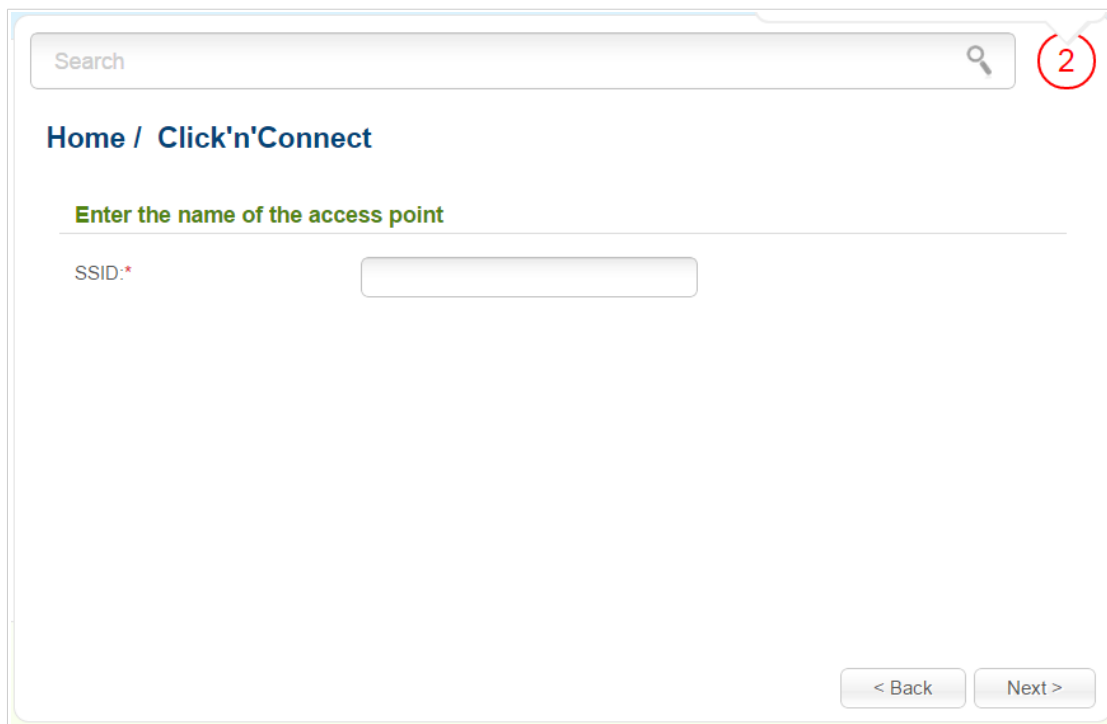 Search
2
Home / Click'n'Connect
Enter the name of the access point
SSID:*
< Back
Next >